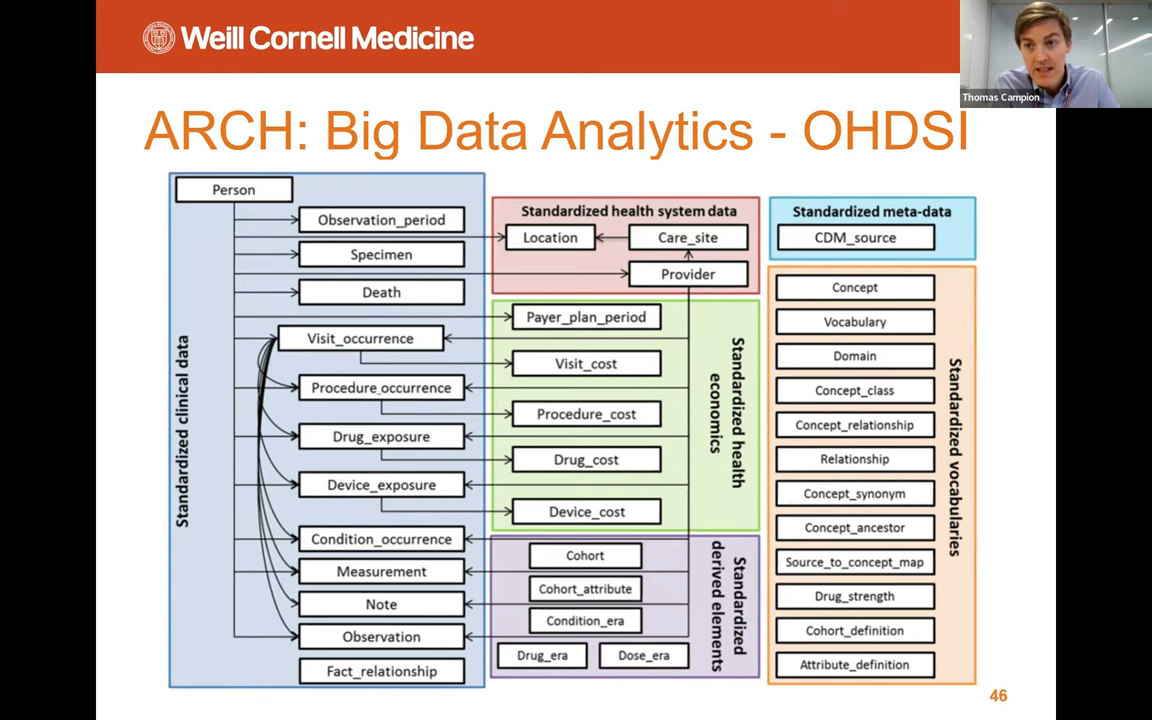 Weill Cornell Medicine
Thomas Campion
ARCH: Big Data Analytics - OHDSI
Person
Observation_period
Specimen
Death
Visit_occurrence
Procedure_occurrence
Drug_exposure
Device_exposure
Condition_occurrence
Measurement
Note
Observation
Fact_relationship
Standardized clinical data
Standardized health system data
Location
Care_site
Provider
Payer_plan_period
Visit_cost
Procedure_cost
Drug_cost
Device_cost
Standardized health
economics
Cohort
Cohort_attribute
Condition_era
Drug_era
Dose_era
Standardized
derived elements
Standardized meta-data
CDM_source
Concept
Vocabulary
Domain
Concept_class
Concept_relationship
Relationship
Concept_synonym
Concept_ancestor
Source_to_concept_map
Drug_strength
Cohort_definition
Attribute_definition
Standardized vocabularies
46